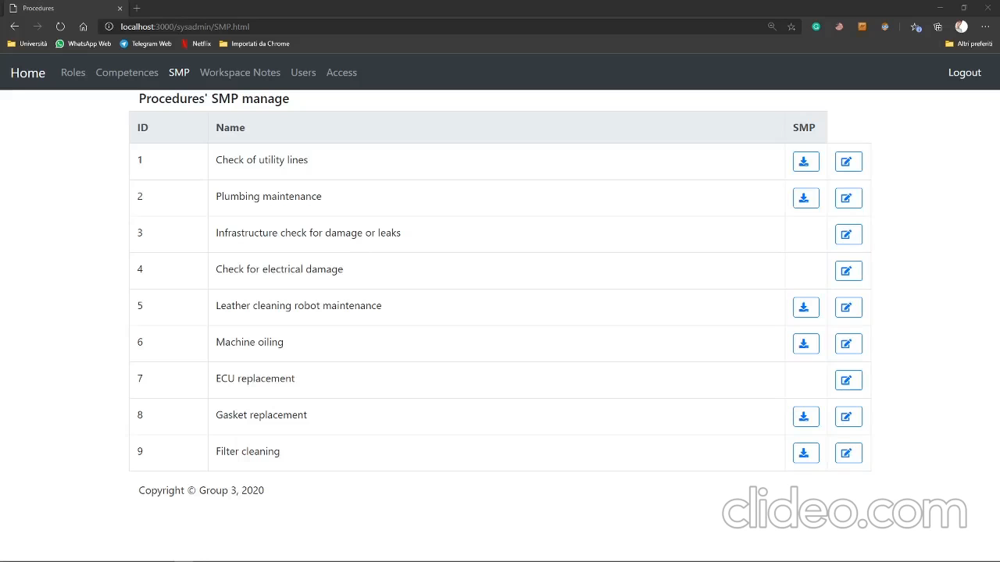 Procedures
localhost:3000/sysadmin/SMP.html
Università WhatsApp Web Telegram Web Netflix Importati da Chrome Altri preferiti
Home Roles Competences SMP Workspace Notes Users Access Logout
Procedures' SMP manage
ID Name SMP
1 Check of utility lines
2 Plumbing maintenance
3 Infrastructure check for damage or leaks
4 Check for electrical damage
5 Leather cleaning robot maintenance
6 Machine oiling
7 ECU replacement
8 Gasket replacement
9 Filter cleaning
Copyright © Group 3, 2020
clideo.com